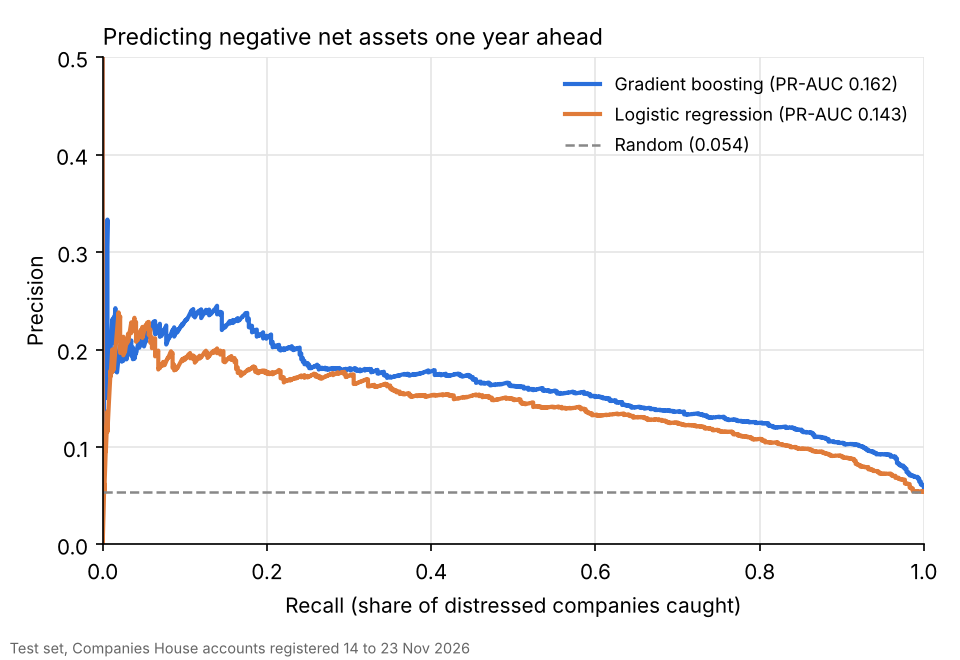 Predicting negative net assets one year ahead
Gradient boosting (PR-AUC 0.162)
Logistic regression (PR-AUC 0.143)
Random (0.054)
Precision
0.5
0.4
0.3
0.2
0.1
0.0
0.0 0.2 0.4 0.6 0.8 1.0
Recall (share of distressed companies caught)
Test set, Companies House accounts registered 14 to 23 Nov 2026